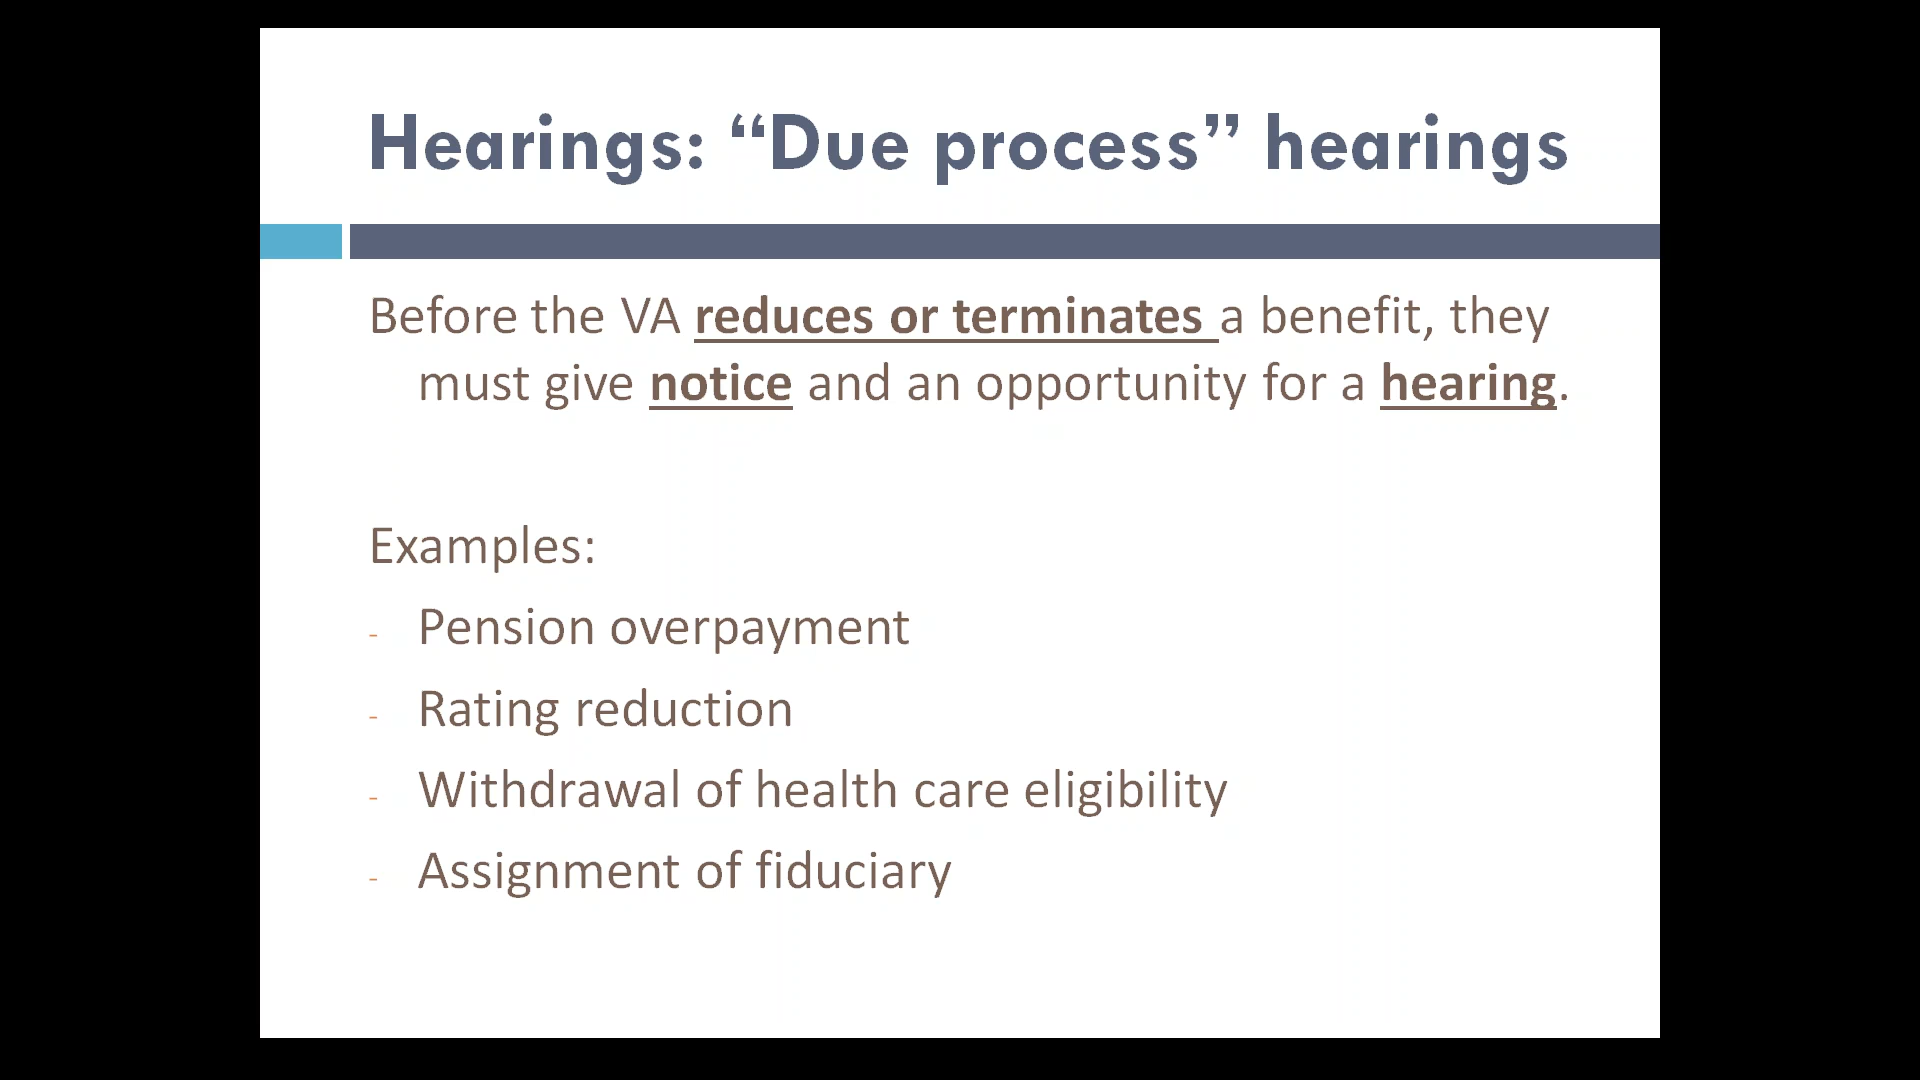 Hearings: “Due process” hearings
Before the VA reduces or terminates a benefit, they
must give notice and an opportunity for a hearing.
Examples:
- Pension overpayment
- Rating reduction
- Withdrawal of health care eligibility
- Assignment of fiduciary